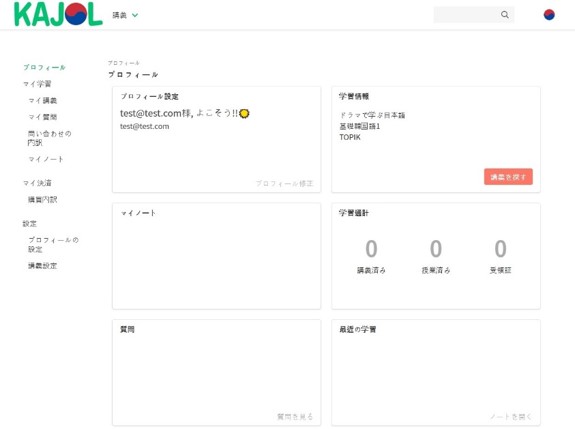 KAJOL
講義
プロフィール
マイ学習
マイ講義
マイ質問
問い合わせの
内訳
マイノート
マイ決済
購買内訳
設定
プロフィールの
設定
講義設定
プロフィール
プロフィール
プロフィール設定
test@test.com様, よこそう!!
test@test.com
プロフィール修正
学習情報
ドラマで学ぶ日本語
基礎韓国語1
TOPIK
講義を探す
マイノート
学習統計
0 0 0
講義済み 授業済み 受験証
質問
質問を見る
最近の学習
ノートを開く